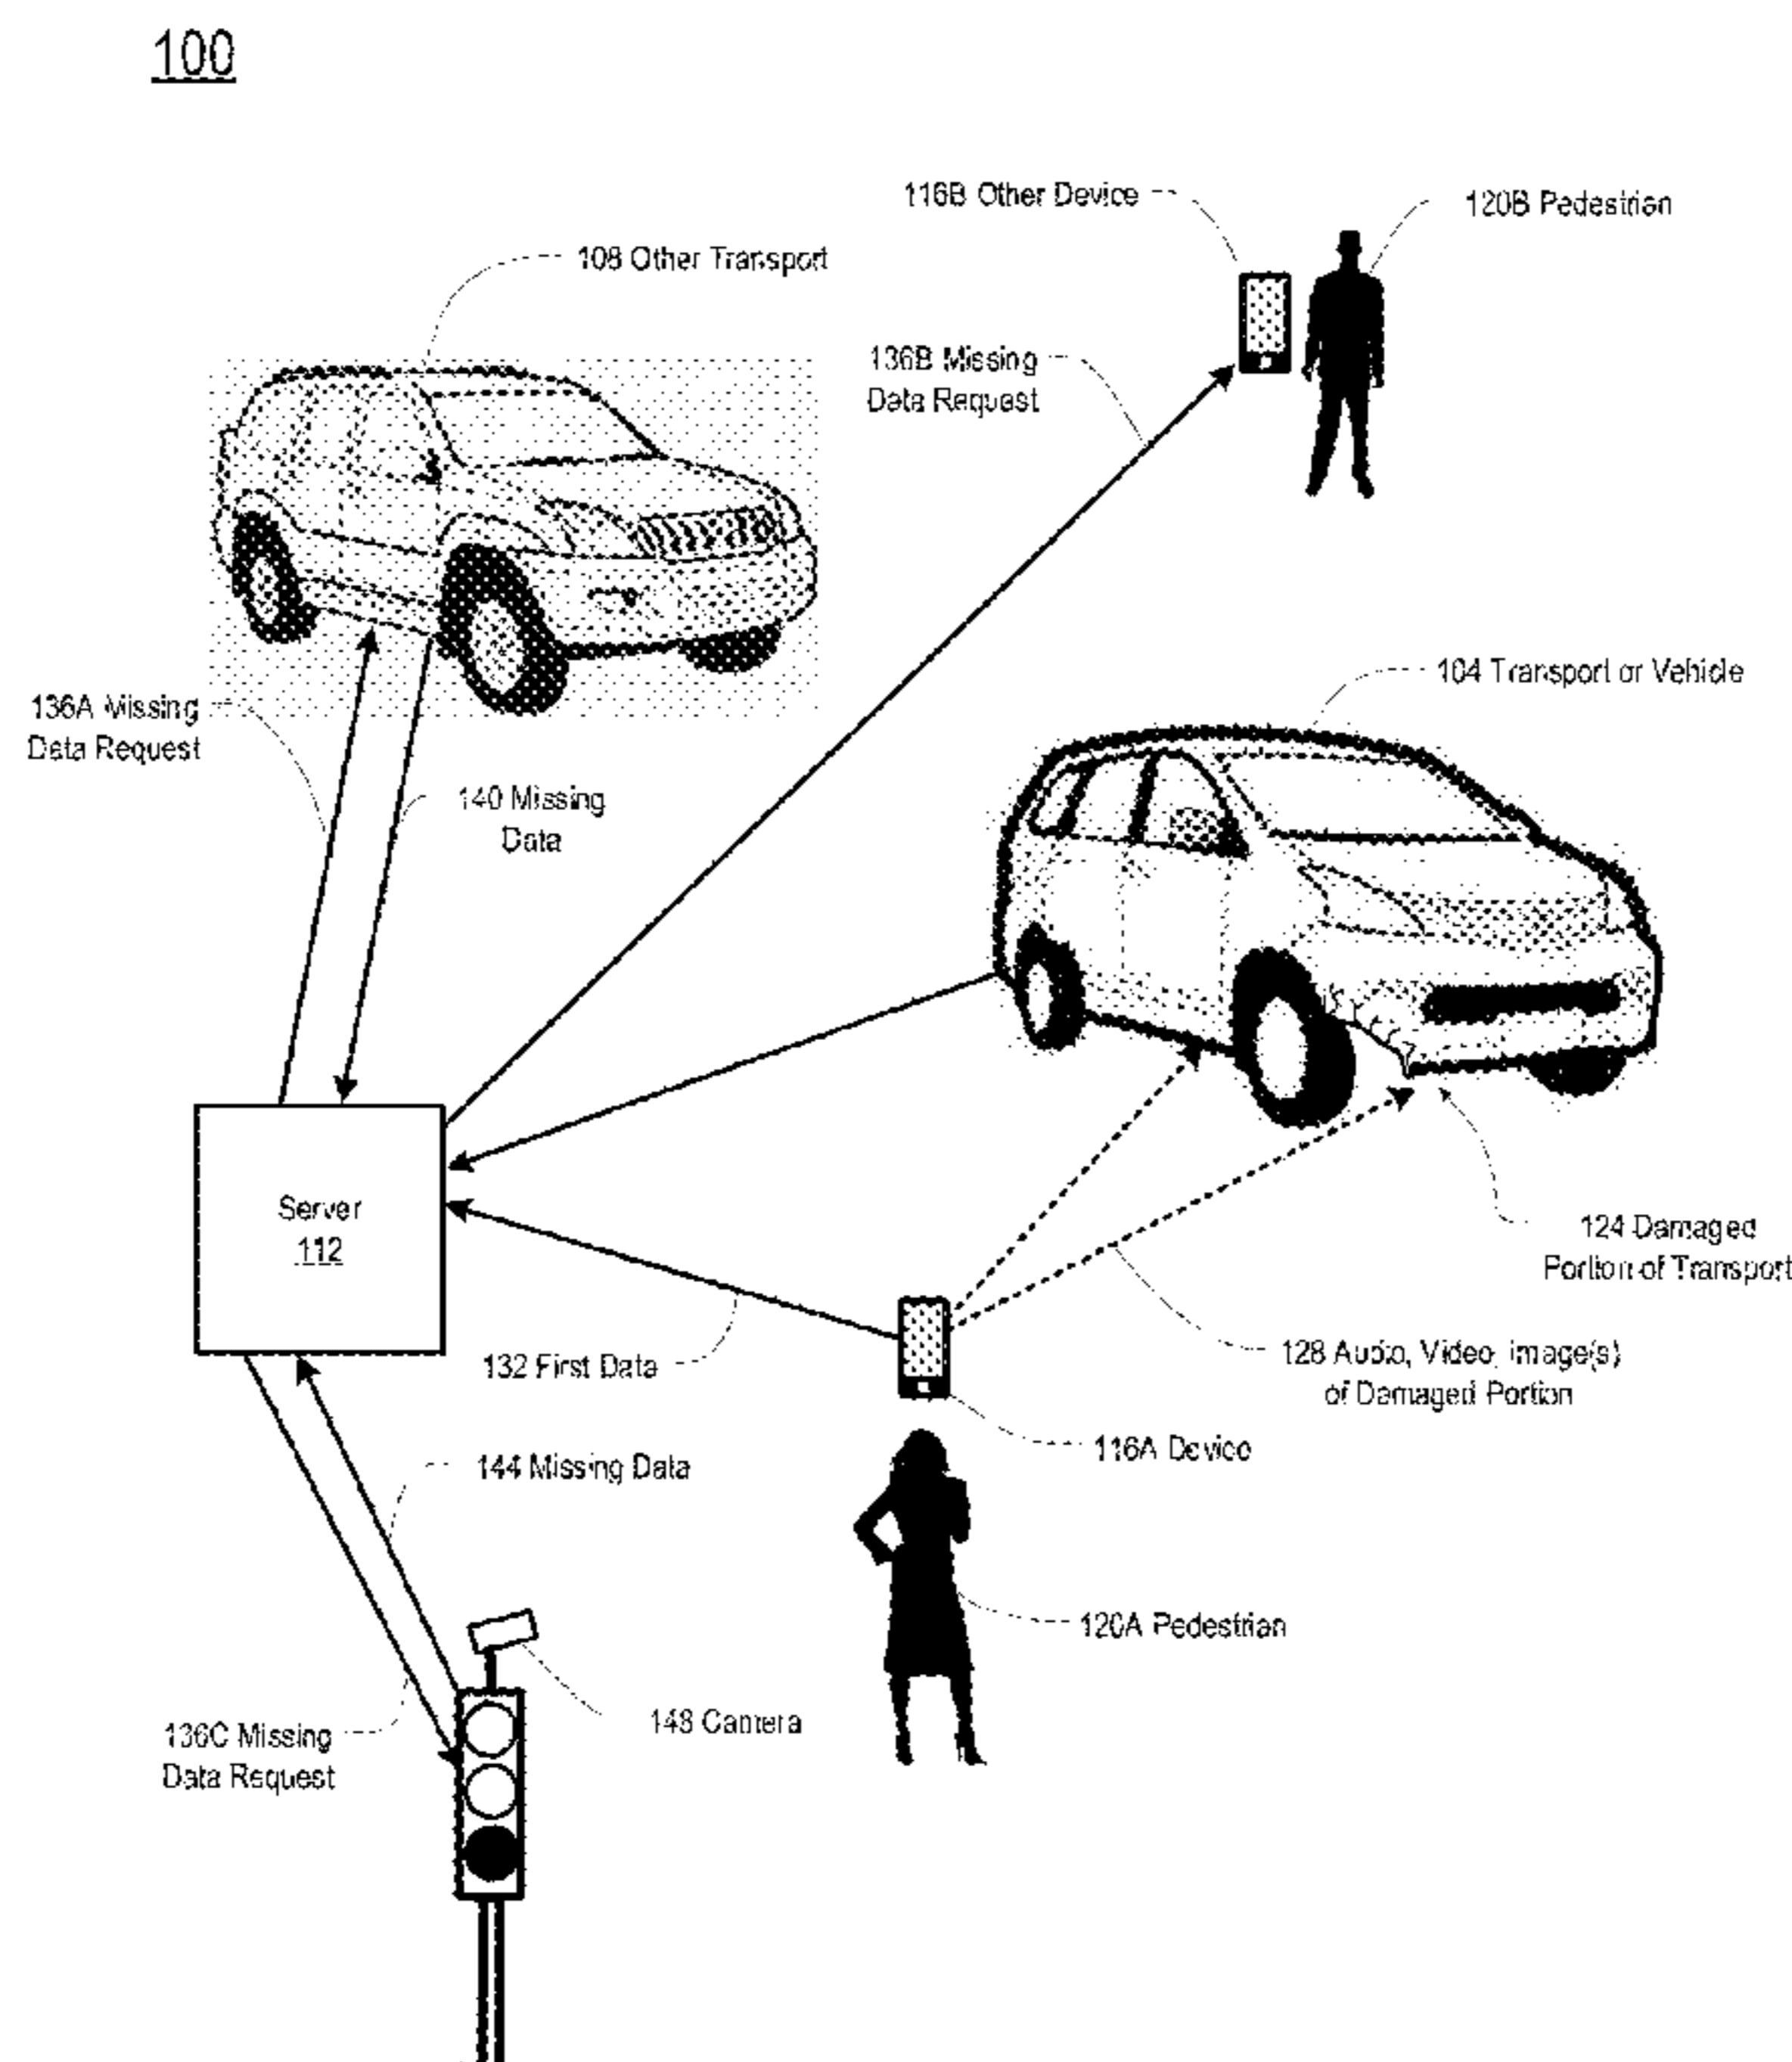 100
116B Other Device
120B Pedestrian
108 Other Transport
136B Missing
Data Request
104 Transport or Vehicle
136A Missing
Data Request
140 Missing
Data
Server
112
124 Damaged
Portion of Transport
132 First Data
128 Audio, Video, image(s)
of Damaged Portion
116A Device
144 Missing Data
120A Pedestrian
148 Camera
136C Missing
Data Request